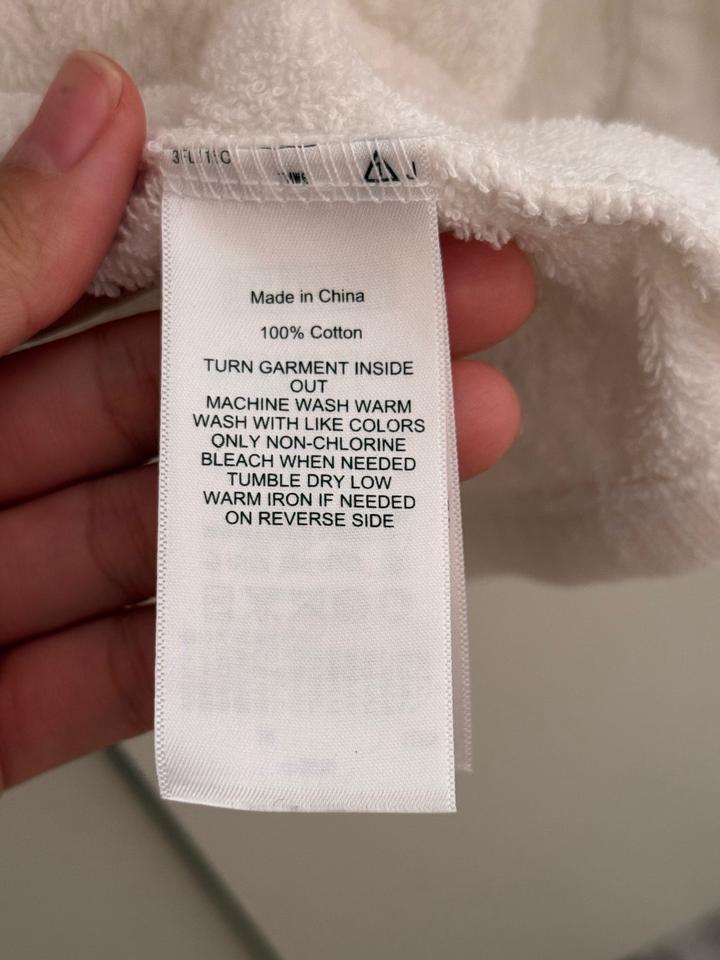 Made in China
100% Cotton
TURN GARMENT INSIDE
OUT
MACHINE WASH WARM
WASH WITH LIKE COLORS
ONLY NON-CHLORINE
BLEACH WHEN NEEDED
TUMBLE DRY LOW
WARM IRON IF NEEDED
ON REVERSE SIDE